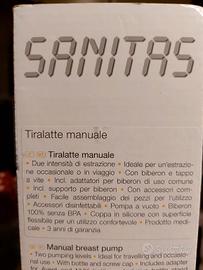 SANITAS
Tiralatte manuale
Tiralatte manuale
• Due intensità di estrazione • Ideale per un'estrazio-
ne occasionale o in viaggio • Con biberon e tappo
a vite • Incl. adattatori per biberon di uso comune
• Incl. supporto per biberon • Con accessori com-
pleti • Facile assemblaggio dei pezzi per l'utilizzo
• Accessori disinfettabili • Pompa a vuoto • Biberon
100% senza BPA • Coppa in silicone con superficie
flessibile per un utilizzo confortevole • Prodotto medi-
cale • 3 anni di garanzia
Manual breast pump
• Two pumping levels • Ideal for travelling and
nal use • With bottle and screw cap • Includes adapter